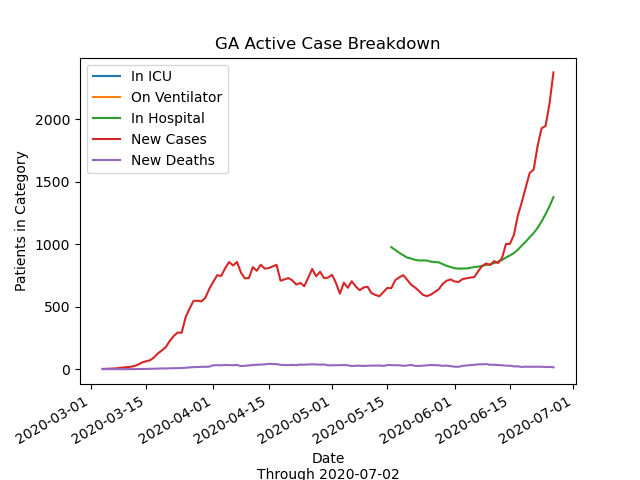 GA Active Case Breakdown
In ICU
On Ventilator
In Hospital
New Cases
New Deaths
Patients in Category
2000
1500
1000
500
0
2020-03-01
2020-03-15
2020-04-01
2020-04-15
2020-05-01
2020-05-15
2020-06-01
2020-06-15
2020-07-01
Date
Through 2020-07-02